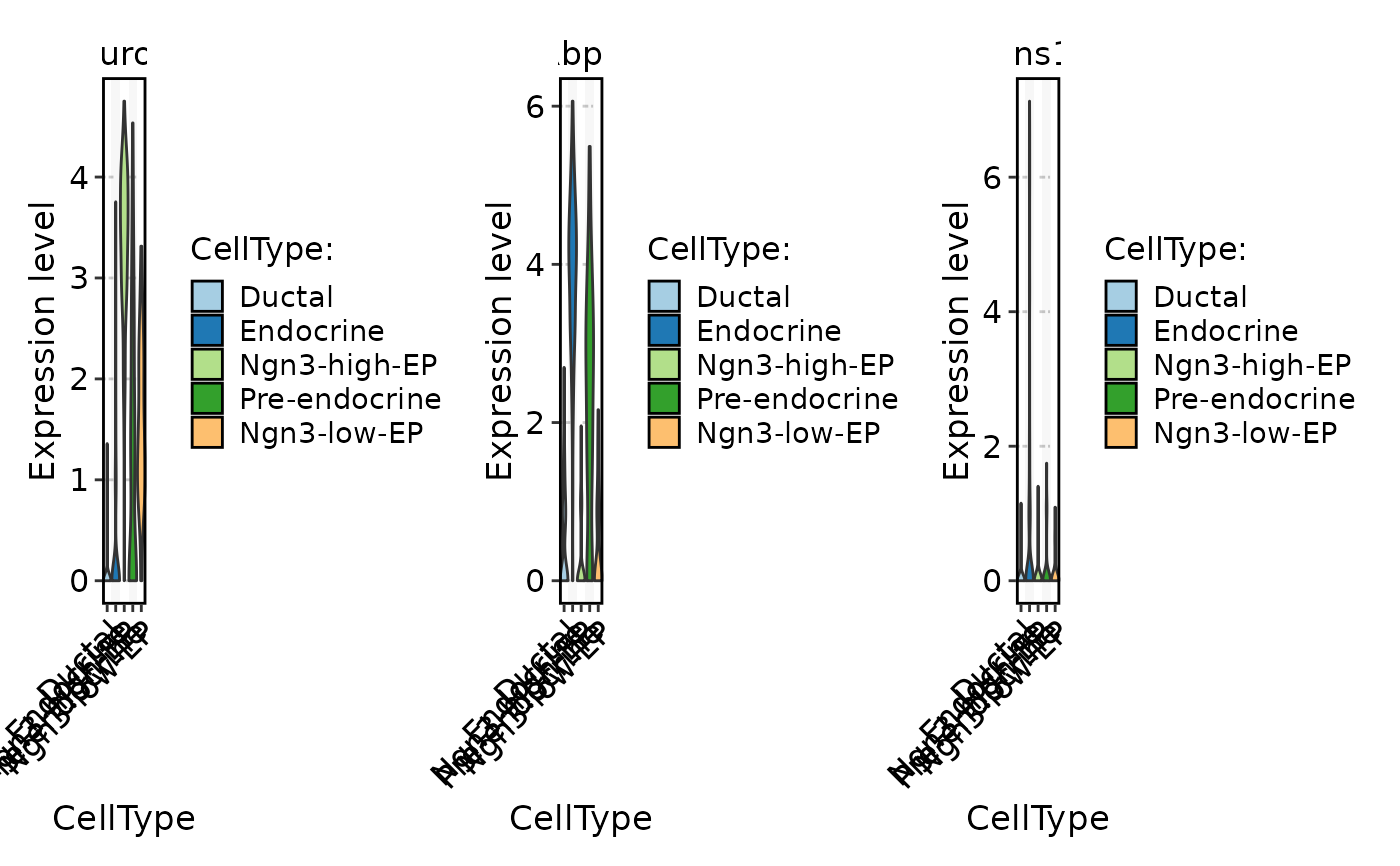 urc
bp
ns1
Expression level
4
3
2
1
0
CellType
CellType:
Ductal
Endocrine
Ngn3-high-EP
Pre-endocrine
Ngn3-low-EP
Expression level
6
4
2
0
CellType
CellType:
Ductal
Endocrine
Ngn3-high-EP
Pre-endocrine
Ngn3-low-EP
Expression level
6
4
2
0
CellType
CellType:
Ductal
Endocrine
Ngn3-high-EP
Pre-endocrine
Ngn3-low-EP